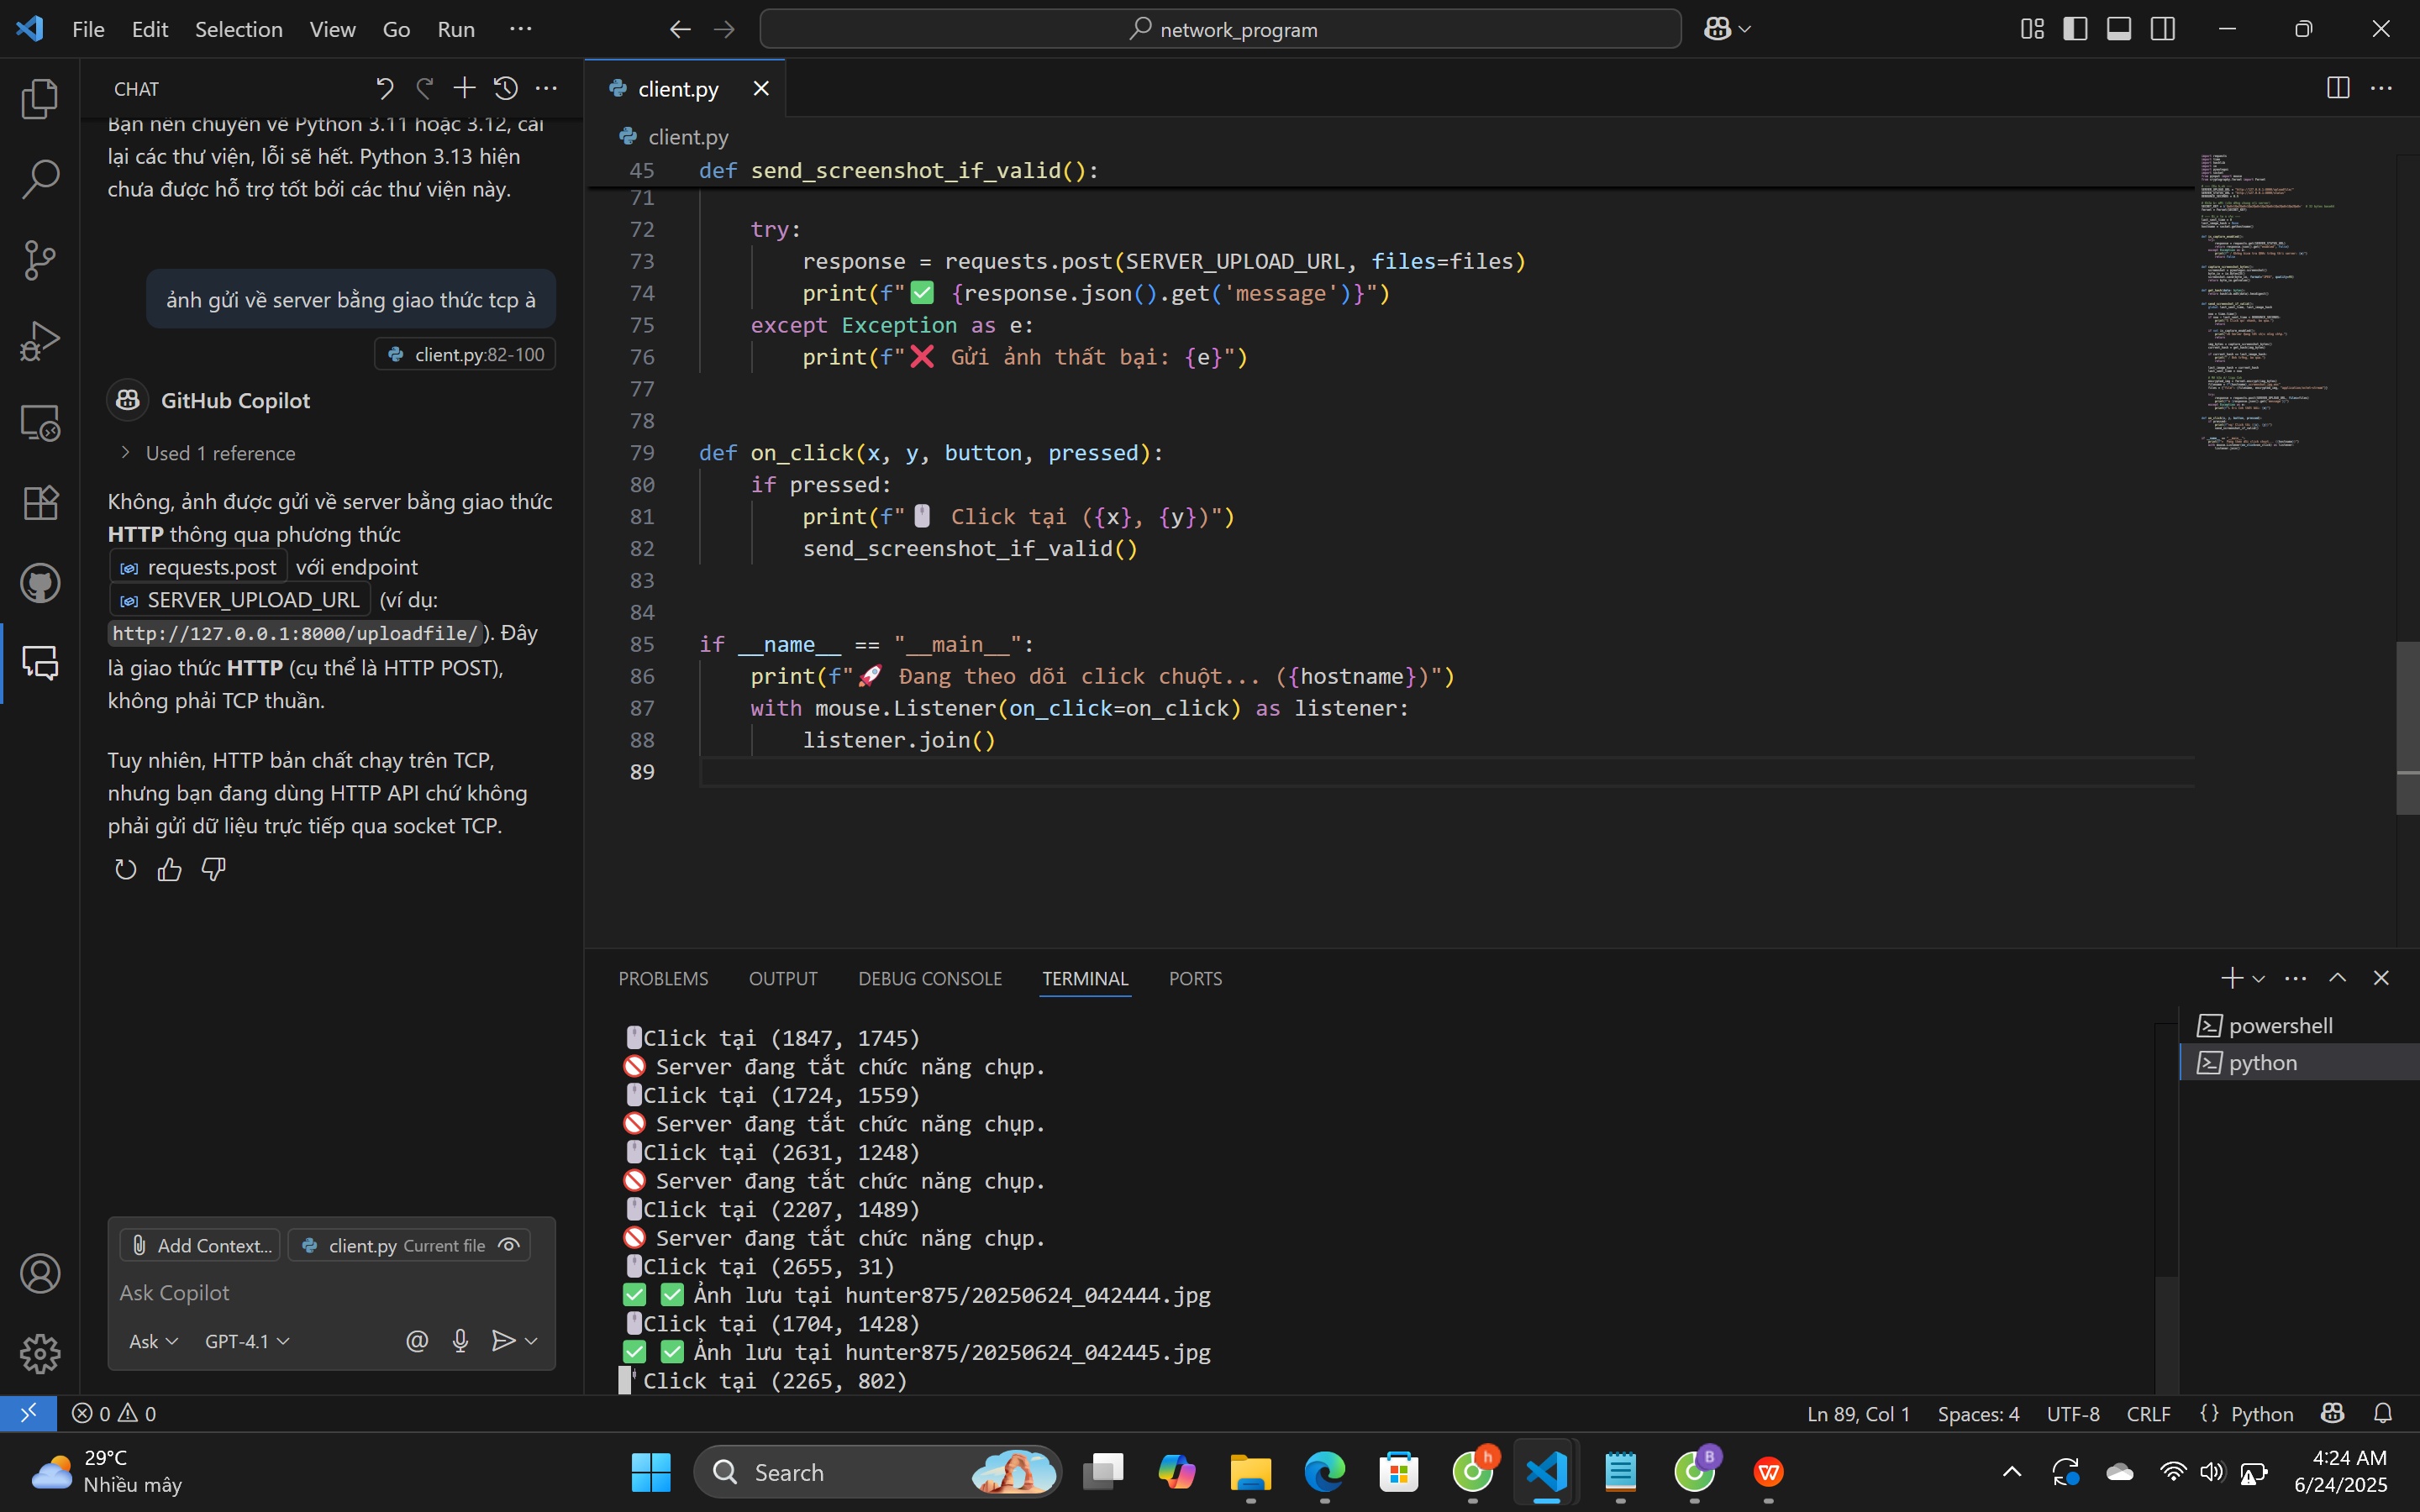 File Edit Selection View Go Run ···
network_program
CHAT
Bạn nên chuyển về Python 3.11 hoặc 3.12, cài
lại các thư viện, lỗi sẽ hết. Python 3.13 hiện
chưa được hỗ trợ tốt bởi các thư viện này.
ảnh gửi về server bằng giao thức tcp à
client.py:82-100
GitHub Copilot
Used 1 reference
Không, ảnh được gửi về server bằng giao thức
HTTP thông qua phương thức
requests.post với endpoint
SERVER_UPLOAD_URL (ví dụ:
http://127.0.0.1:8000/uploadfile/). Đây
là giao thức HTTP (cụ thể là HTTP POST),
không phải TCP thuần.
Tuy nhiên, HTTP bản chất chạy trên TCP,
nhưng bạn đang dùng HTTP API chứ không
phải gửi dữ liệu trực tiếp qua socket TCP.
Add Context... client.py Current file
Ask Copilot
Ask GPT-4.1
client.py
client.py
45 def send_screenshot_if_valid():
71
72 try:
73 response = requests.post(SERVER_UPLOAD_URL, files=files)
74 print(f"✅ {response.json().get('message')}")
75 except Exception as e:
76 print(f"❌ Gửi ảnh thất bại: {e}")
77
78
79 def on_click(x, y, button, pressed):
80 if pressed:
81 print(f"🖱️ Click tại ({x}, {y})")
82 send_screenshot_if_valid()
83
84
85 if __name__ == "__main__":
86 print(f"🚀 Đang theo dõi click chuột... ({hostname})")
87 with mouse.Listener(on_click=on_click) as listener:
88 listener.join()
89
PROBLEMS OUTPUT DEBUG CONSOLE TERMINAL PORTS
🖱️Click tại (1847, 1745)
🚫 Server đang tắt chức năng chụp.
🖱️Click tại (1724, 1559)
🚫 Server đang tắt chức năng chụp.
🖱️Click tại (2631, 1248)
🚫 Server đang tắt chức năng chụp.
🖱️Click tại (2207, 1489)
🚫 Server đang tắt chức năng chụp.
🖱️Click tại (2655, 31)
✅ ✅ Ảnh lưu tại hunter875/20250624_042444.jpg
🖱️Click tại (1704, 1428)
✅ ✅ Ảnh lưu tại hunter875/20250624_042445.jpg
Click tại (2265, 802)
powershell
python
0 0
Ln 89, Col 1 Spaces: 4 UTF-8 CRLF {} Python
29°C
Nhiều mây
Search
4:24 AM
6/24/2025